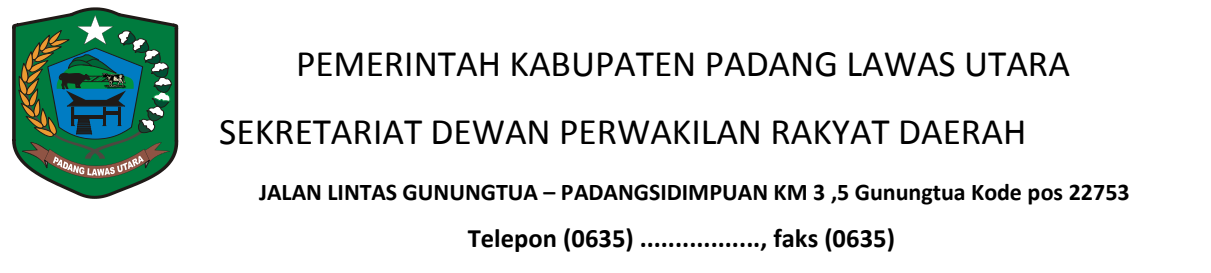 PEMERINTAH KABUPATEN PADANG LAWAS UTARA
SEKRETARIAT DEWAN PERWAKILAN RAKYAT DAERAH
JALAN LINTAS GUNUNGTUA – PADANGSIDIMPUAN KM 3 ,5 Gunungtua Kode pos 22753
Telepon (0635) ................., faks (0635)
PADANG LAWAS UTARA